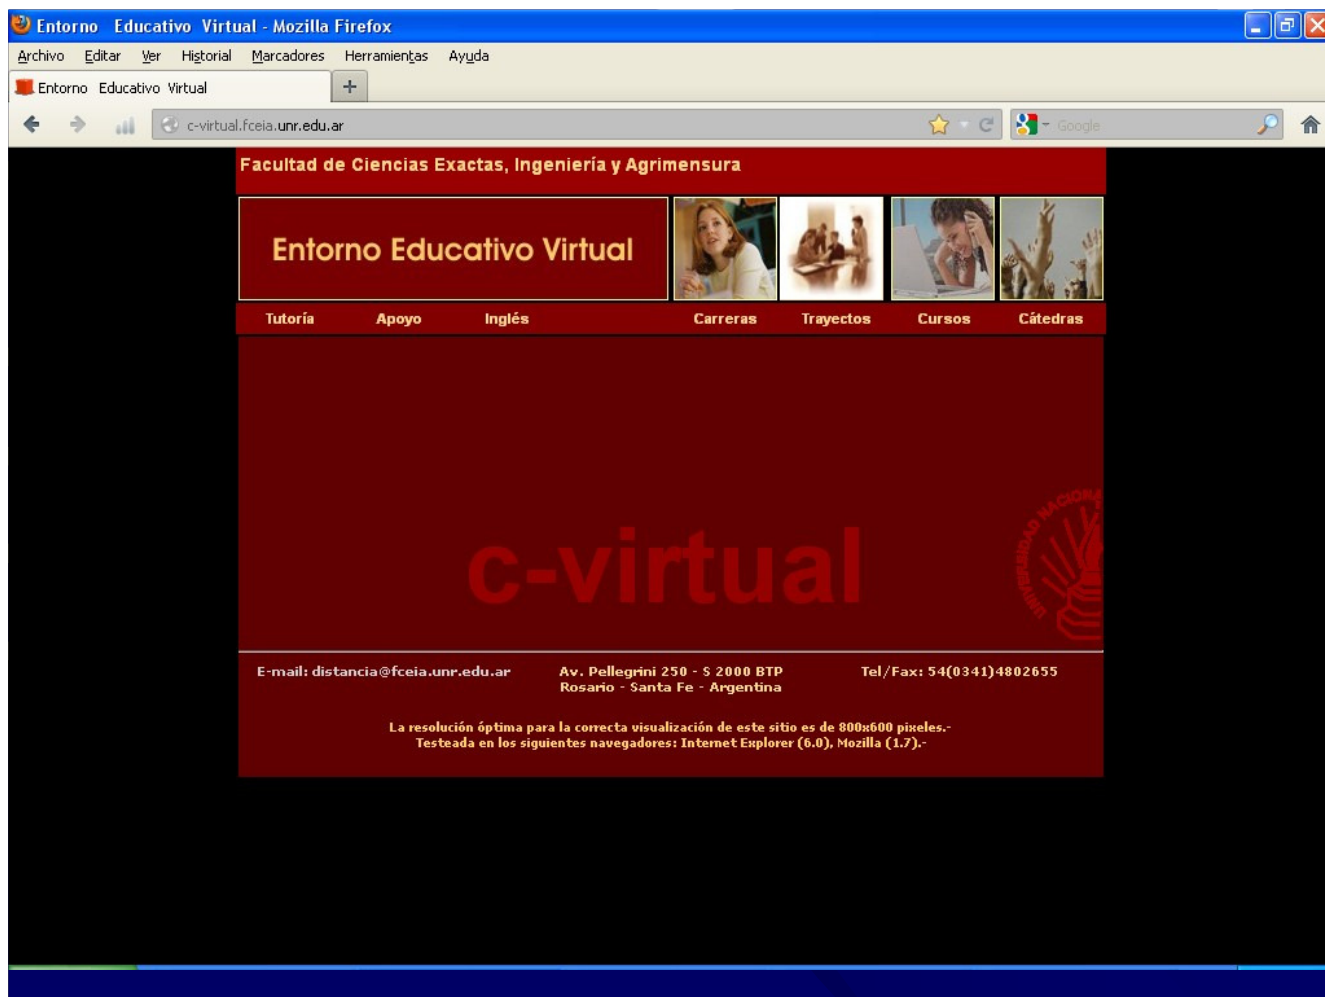 Entorno Educativo Virtual - Mozilla Firefox
Archivo Editar Ver Historial Marcadores Herramientas Ayuda
Entorno Educativo Virtual
c-virtual.fceia.unr.edu.ar
Google
Facultad de Ciencias Exactas, Ingeniería y Agrimensura
Entorno Educativo Virtual
Tutoría Apoyo Inglés Carreras Trayectos Cursos Cátedras
c-virtual
UNIVERSIDAD NACIONA
E-mail: distancia@fceia.unr.edu.ar Av. Pellegrini 250 - S 2000 BTP Tel/Fax: 54(0341)4802655
Rosario - Santa Fe - Argentina
La resolución óptima para la correcta visualización de este sitio es de 800x600 pixeles.-
Testeada en los siguientes navegadores: Internet Explorer (6.0), Mozilla (1.7).-